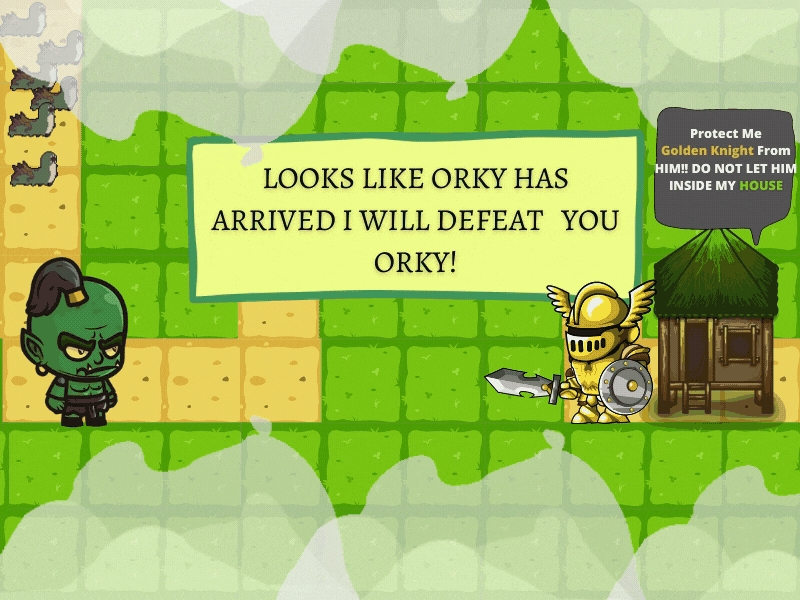 LOOKS LIKE ORKY HAS
ARRIVED I WILL DEFEAT YOU
ORKY!
Protect Me
Golden Knight From
HIM!! DO NOT LET HIM
INSIDE MY HOUSE